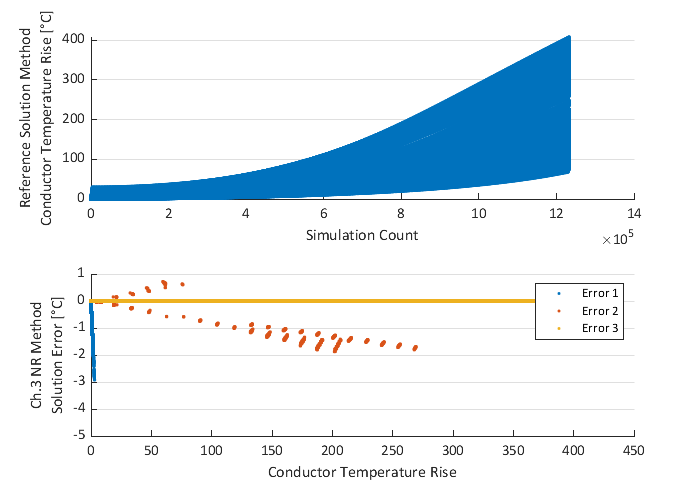 Reference Solution Method
Conductor Temperature Rise [°C]
400
300
200
100
0
0 2 4 6 8 10 12 14
Simulation Count
×10^5
Ch.3 NR Method
Solution Error [°C]
1
0
-1
-2
-3
-4
-5
Error 1
Error 2
Error 3
0 50 100 150 200 250 300 350 400 450
Conductor Temperature Rise